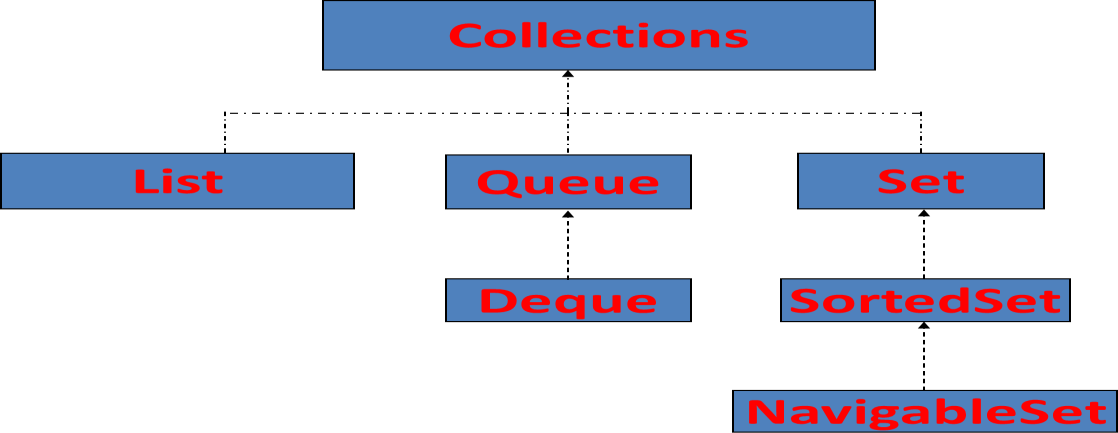 Collections
List
Queue
Set
Deque
SortedSet
NavigableSet